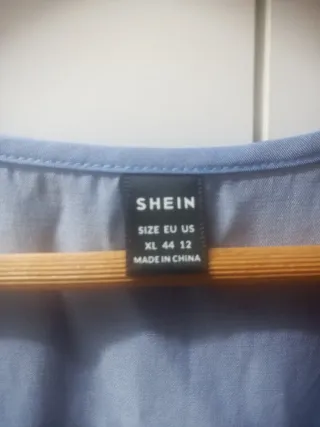 SHEIN
SIZE EU US
XL 44 12
MADE IN CHINA